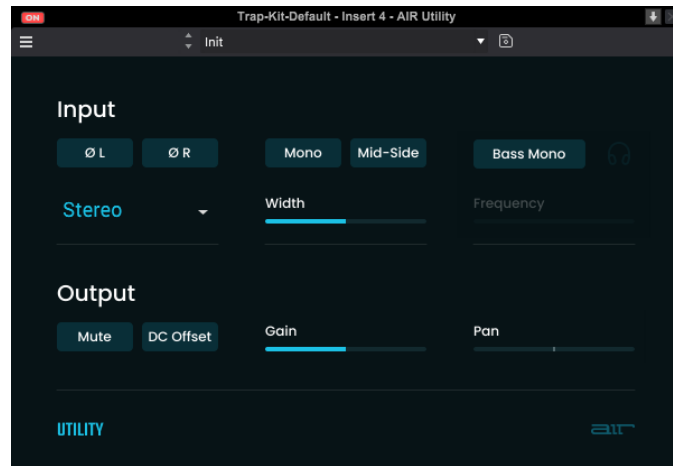 ON
Trap-Kit-Default - Insert 4 - AIR Utility
Init
Input
Ø L
Ø R
Mono
Mid-Side
Bass Mono
Stereo
Width
Frequency
Output
Mute
DC Offset
Gain
Pan
UTILITY
air